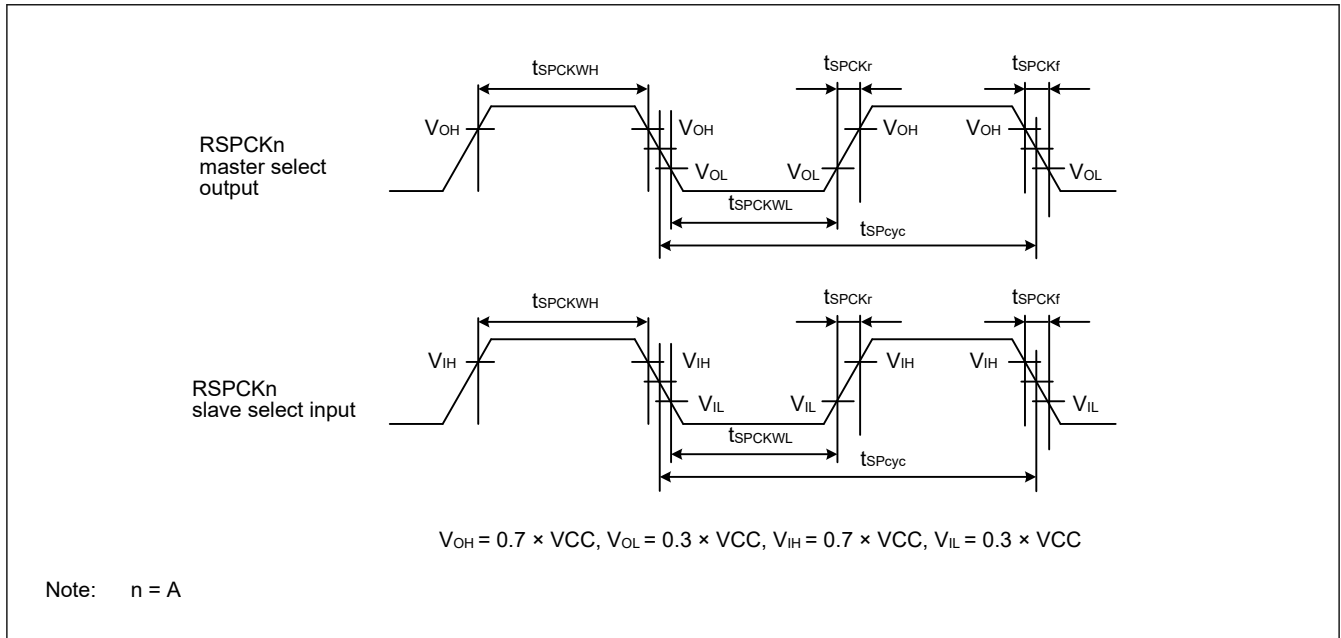 tSPCKWH
tSPCKr
tSPCKf
VOH
VOH
VOH
VOH
RSPCKn
master select
output
VOL
VOL
VOL
tSPCKWL
tSPcyc
tSPCKWH
tSPCKr
tSPCKf
VIH
VIH
VIH
VIH
RSPCKn
slave select input
VIL
VIL
VIL
tSPCKWL
tSPcyc
VOH = 0.7 × VCC, VOL = 0.3 × VCC, VIH = 0.7 × VCC, VIL = 0.3 × VCC
Note: n = A